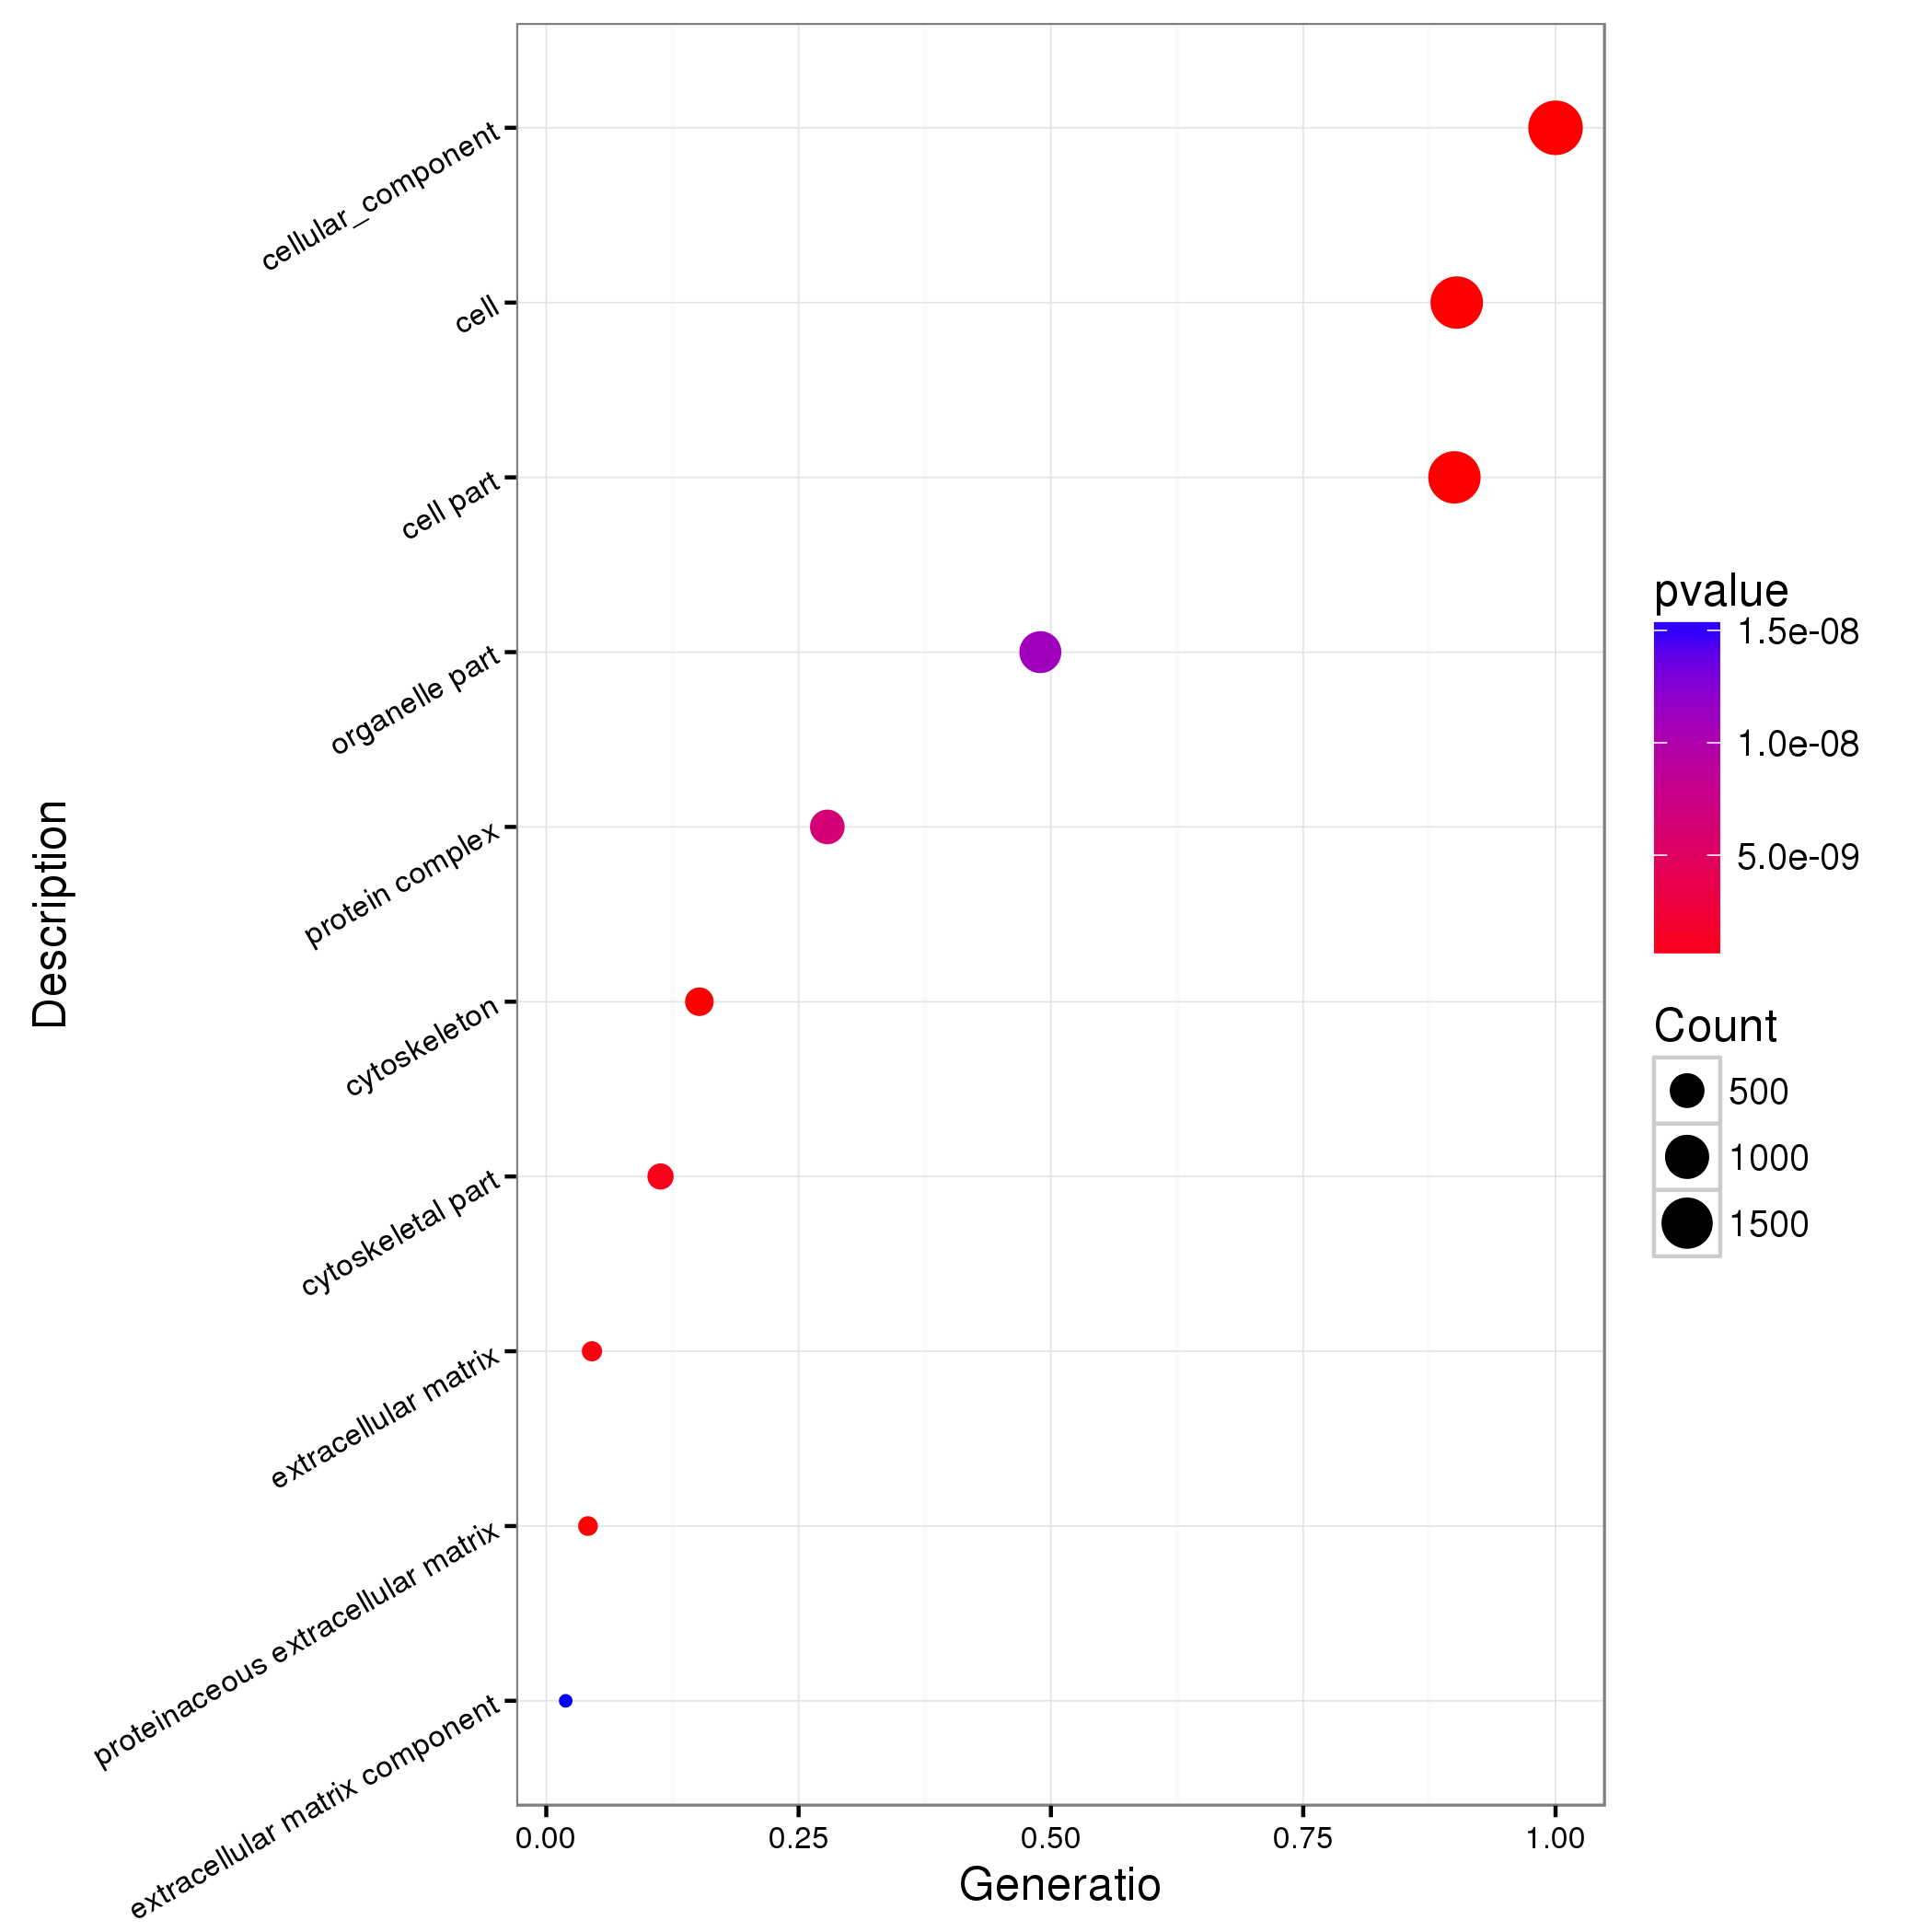 cellular_component
cell
cell part
organelle part
protein complex
cytoskeleton
cytoskeletal part
extracellular matrix
proteinaceous extracellular matrix
extracellular matrix component
Description
0.00
0.25
0.50
0.75
1.00
Generatio
pvalue
1.5e-08
1.0e-08
5.0e-09
Count
500
1000
1500